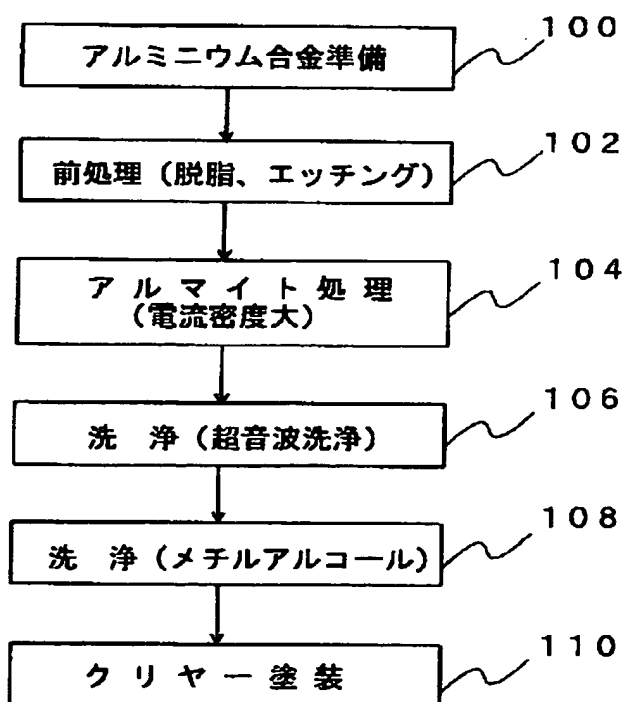 100
アルミニウム合金準備
102
前処理（脱脂、エッチング）
104
アルマイト処理
（電流密度大）
106
洗　浄（超音波洗浄）
108
洗　浄（メチルアルコール）
110
クリヤー塗装